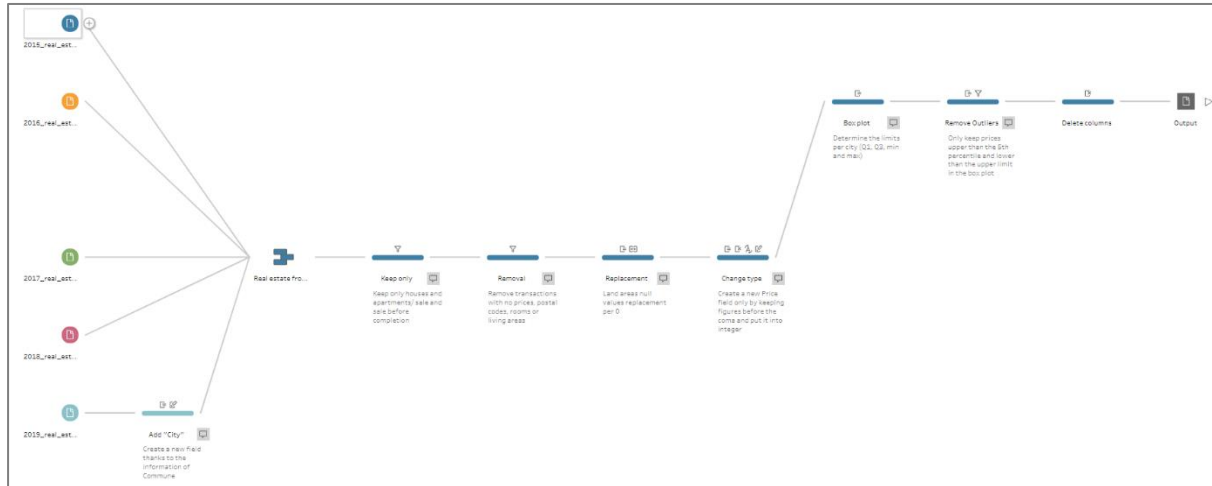 2015_real_est...
2016_real_est...
2017_real_est...
2018_real_est...
2019_real_est...
Add "City"
Create a new field
thanks to the
information of
Commune
Real estate fro...
Keep only
Keep only houses and
apartments/ sale and
sale before
completion
Removal
Remove transactions
with no prices, postal
codes, rooms or
living areas
Replacement
Land areas null
values replacement
per 0
Change type
Create a new Price
field only by keeping
figures before the
coma and put it into
integer
Box plot
Determine the limits
per city (Q1, Q3, min
and max)
Remove Outliers
Only keep prices
upper than the 5th
percentile and lower
than the upper limit
in the box plot
Delete columns
Output